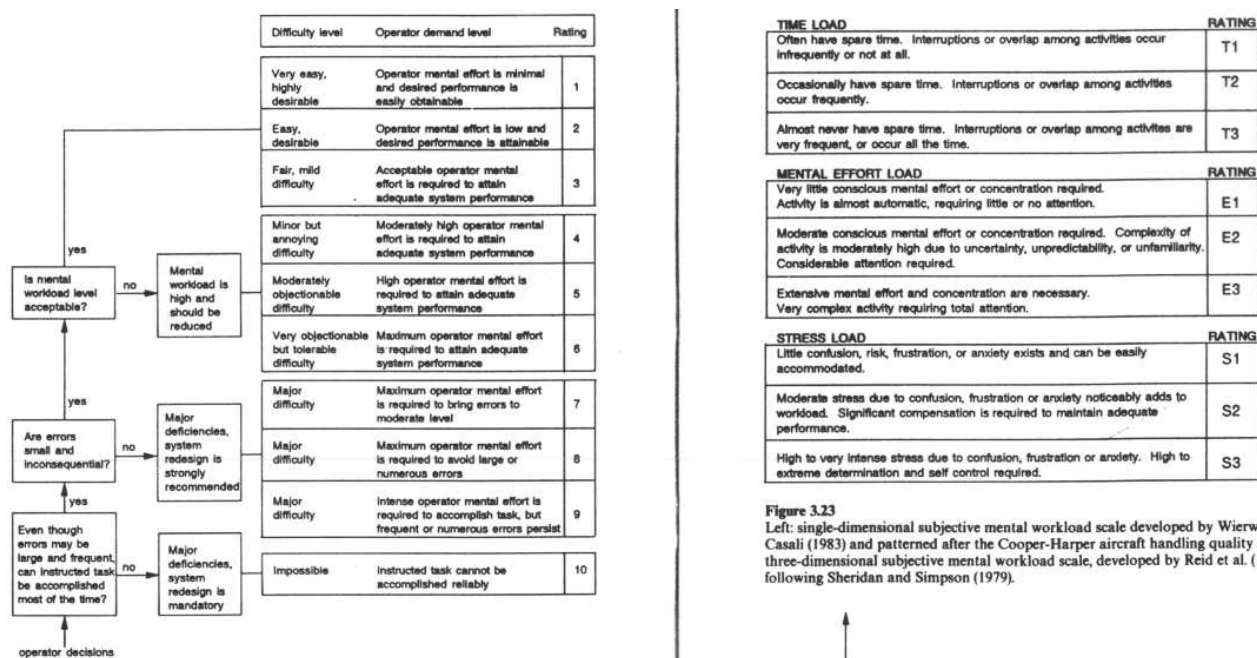 Difficulty level Operator demand level Rating
Very easy, Operator mental effort is minimal
highly and desired performance is 1
desirable easily obtainable
Easy, Operator mental effort is low and 2
desirable desired performance is attainable
Fair, mild Acceptable operator mental
difficulty effort is required to attain 3
adequate system performance
Minor but Moderately high operator mental
annoying effort is required to attain 4
difficulty adequate system performance
Moderately High operator mental effort is
objectionable required to attain adequate 5
difficulty system performance
Very objectionable Maximum operator mental effort
but tolerable is required to attain adequate 6
difficulty system performance
Major Maximum operator mental effort
difficulty is required to bring errors to 7
moderate level
Major Maximum operator mental effort
difficulty is required to avoid large or 8
numerous errors
Major Intense operator mental effort is
difficulty required to accomplish task, but
frequent or numerous errors persist 9
Impossible Instructed task cannot be 10
accomplished reliably
yes
Is mental
workload level
acceptable?
no
Mental
workload is
high and
should be
reduced
yes
Are errors
small and
inconsequential?
no
Major
deficiencies,
system
redesign is
strongly
recommended
yes
Even though
errors may be
large and frequent,
can instructed task
be accomplished
most of the time?
no
Major
deficiencies,
system
redesign is
mandatory
operator decisions
TIME LOAD RATING
Often have spare time. Interruptions or overlap among activities occur
infrequently or not at all. T1
Occasionally have spare time. Interruptions or overlap among activities T2
occur frequently.
Almost never have spare time. Interruptions or overlap among activites are
very frequent, or occur all the time. T3
MENTAL EFFORT LOAD RATING
Very little conscious mental effort or concentration required.
Activity is almost automatic, requiring little or no attention. E1
Moderate conscious mental effort or concentration required. Complexity of
activity is moderately high due to uncertainty, unpredictability, or unfamiliarity. E2
Considerable attention required.
Extensive mental effort and concentration are necessary. E3
Very complex activity requiring total attention.
STRESS LOAD RATING
Little confusion, risk, frustration, or anxiety exists and can be easily S1
accommodated.
Moderate stress due to confusion, frustration or anxiety noticeably adds to
workload. Significant compensation is required to maintain adequate S2
performance.
High to very intense stress due to confusion, frustration or anxiety. High to S3
extreme determination and self control required.
Figure 3.23
Left: single-dimensional subjective mental workload scale developed by Wierw
Casali (1983) and patterned after the Cooper-Harper aircraft handling quality
three-dimensional subjective mental workload scale, developed by Reid et al. (
following Sheridan and Simpson (1979).